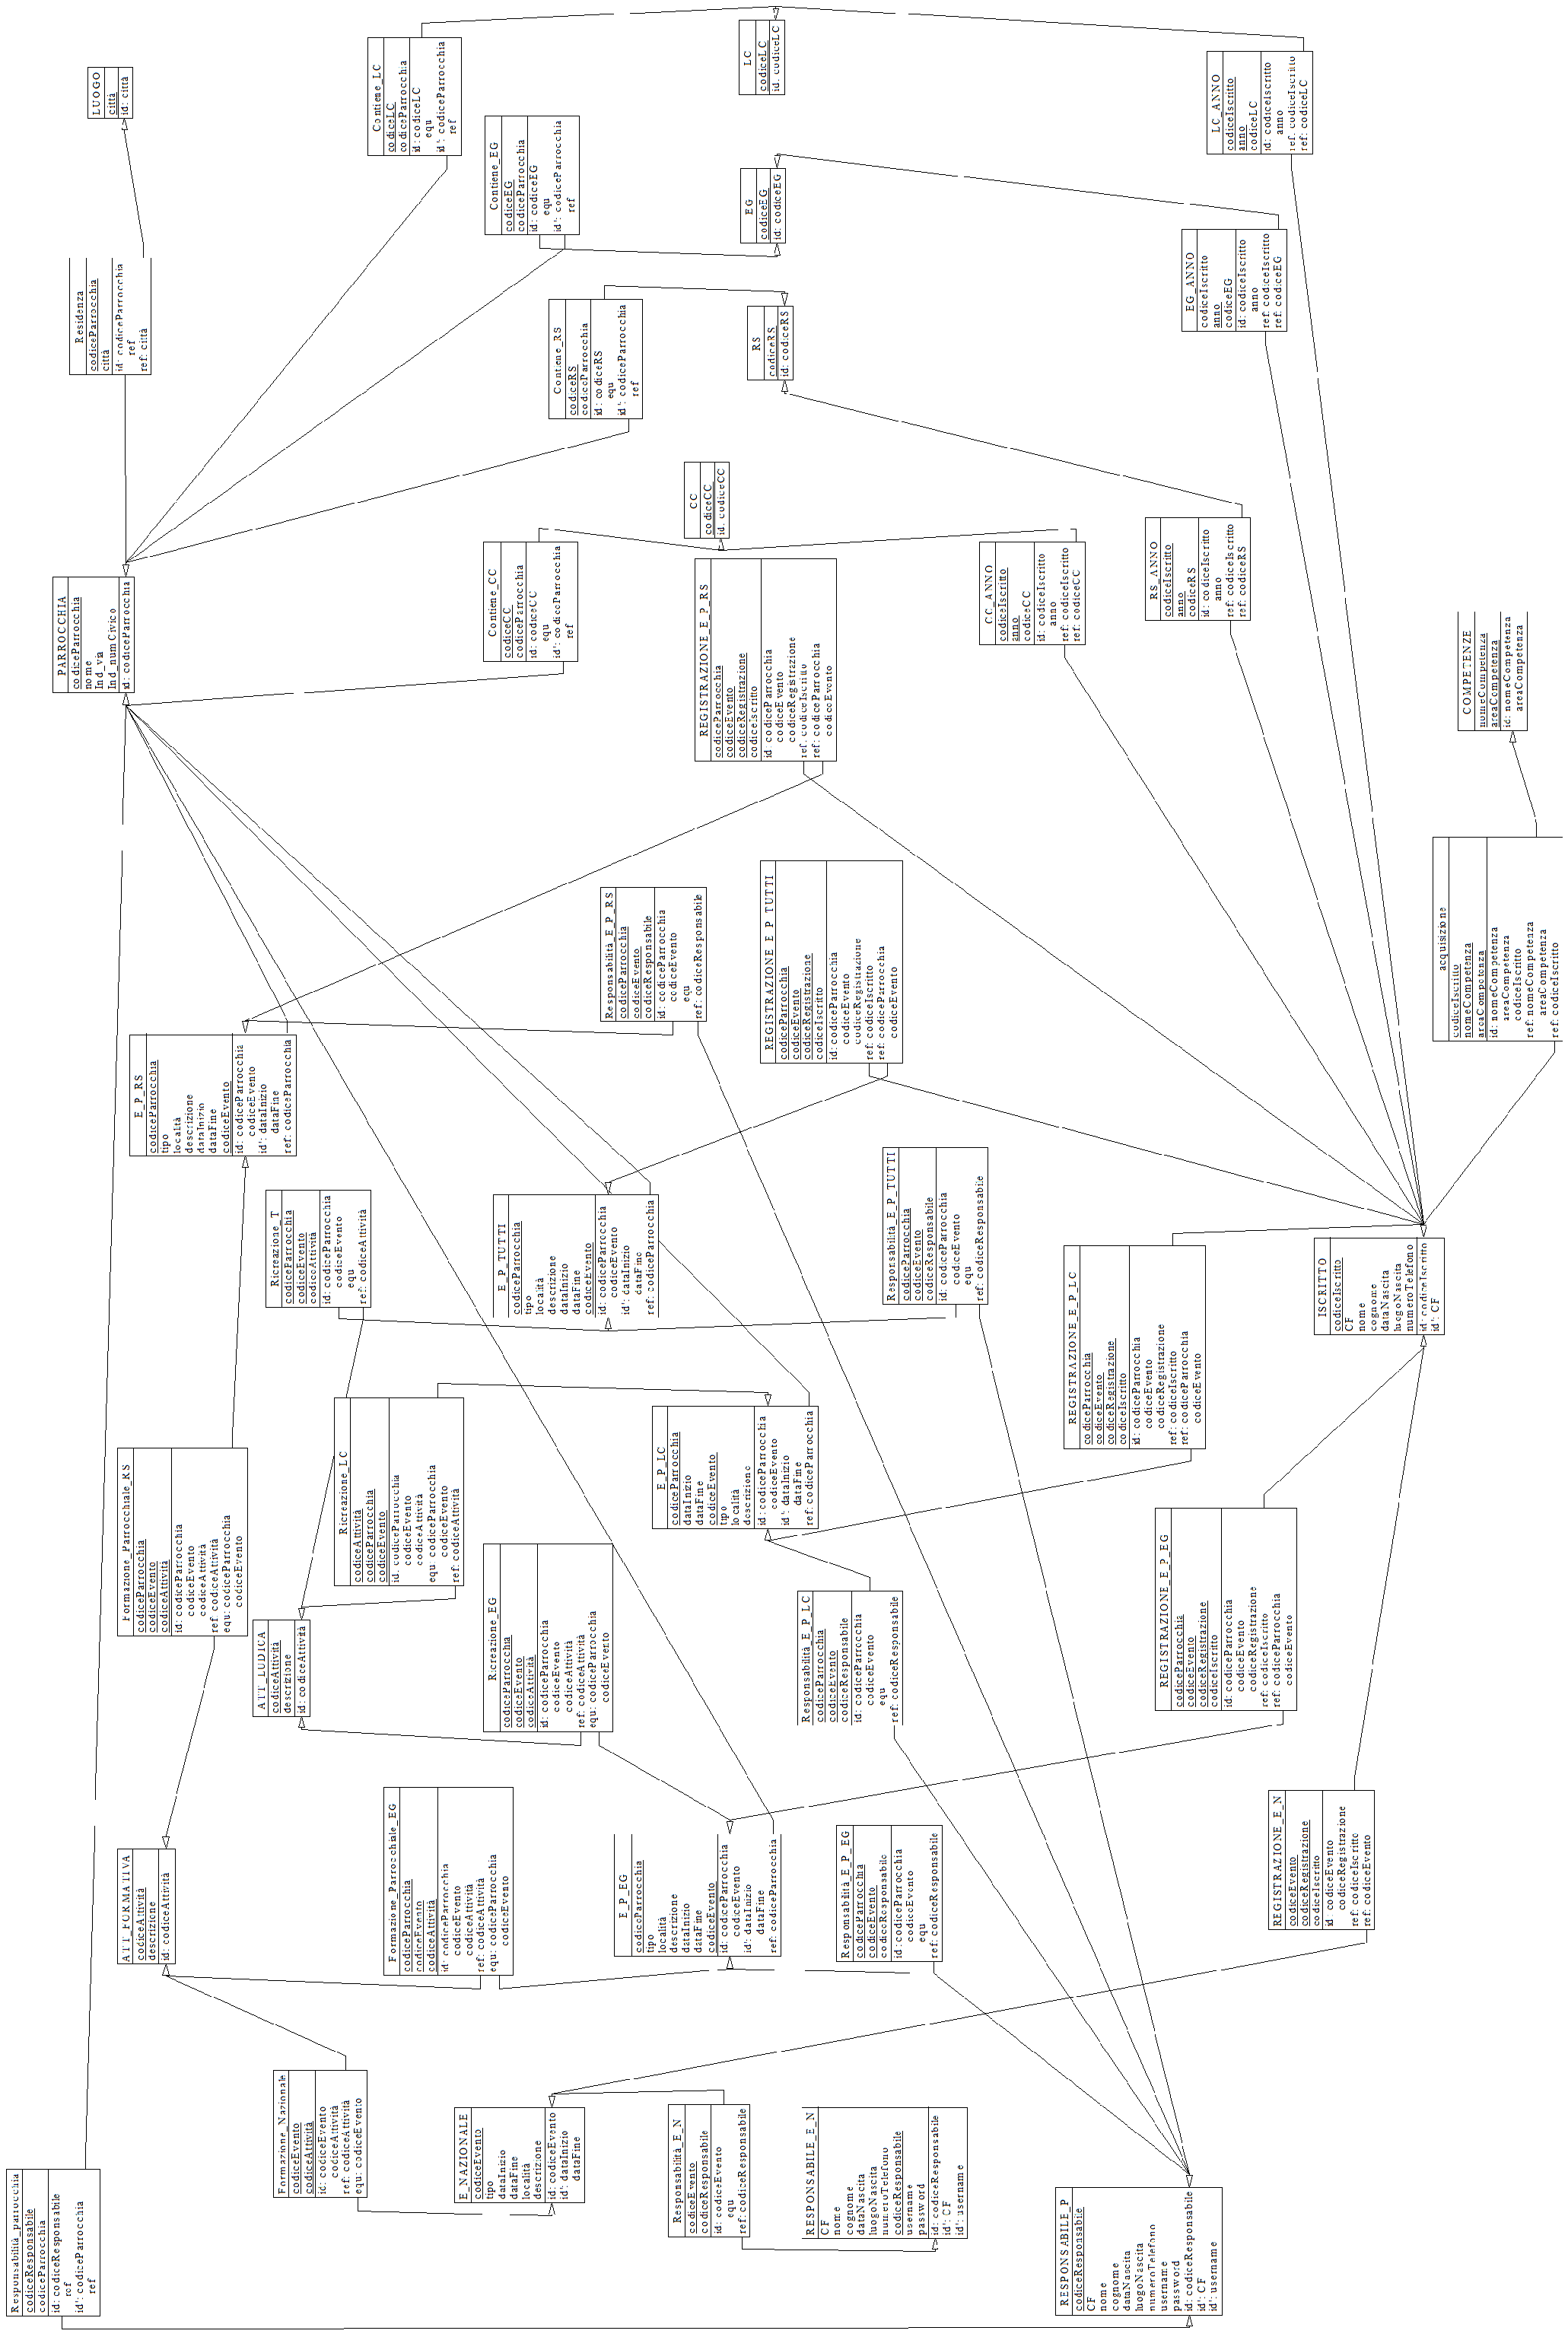 LUOGO
città
id: città
Residenza
codiceParrocchia
città
id: codiceParrocchia
ref
ref: città
PARROCCHIA
codiceParrocchia
nome
Ind_via
Ind_numCivico
id: codiceParrocchia
Contiene_LC
codiceLC
codiceParrocchia
id: codiceLC
equ
id': codiceParrocchia
ref
Contiene_EG
codiceEG
codiceParrocchia
id: codiceEG
equ
id': codiceParrocchia
ref
Contiene_RS
codiceRS
codiceParrocchia
id: codiceRS
equ
id': codiceParrocchia
ref
Contiene_CC
codiceCC
codiceParrocchia
id: codiceCC
equ
id': codiceParrocchia
ref
LC
codiceLC
id: codiceLC
EG
codiceEG
id: codiceEG
RS
codiceRS
id: codiceRS
CC
codiceCC
id: codiceCC
LC_ANNO
codiceIscritto
anno
codiceLC
id: codiceIscritto
anno
ref: codiceIscritto
ref: codiceLC
EG_ANNO
codiceIscritto
anno
codiceEG
id: codiceIscritto
anno
ref: codiceIscritto
ref: codiceEG
RS_ANNO
codiceIscritto
anno
codiceRS
id: codiceIscritto
anno
ref: codiceIscritto
ref: codiceRS
CC_ANNO
codiceIscritto
anno
codiceCC
id: codiceIscritto
anno
ref: codiceIscritto
ref: codiceCC
REGISTRAZIONE_E_P_RS
codiceParrocchia
codiceEvento
codiceRegistrazione
codiceIscritto
id: codiceParrocchia
codiceEvento
codiceRegistrazione
ref: codiceIscritto
ref: codiceParrocchia
codiceEvento
COMPETENZE
nomeCompetenza
areaCompetenza
id: nomeCompetenza
areaCompetenza
acquisizione
codiceIscritto
nomeCompetenza
areaCompetenza
id: nomeCompetenza
areaCompetenza
codiceIscritto
ref: nomeCompetenza
areaCompetenza
ref: codiceIscritto
Responsabilità_E_P_RS
codiceParrocchia
codiceEvento
codiceResponsabile
id: codiceParrocchia
codiceEvento
equ
ref: codiceResponsabile
REGISTRAZIONE_E_P_TUTTI
codiceParrocchia
codiceEvento
codiceRegistrazione
codiceIscritto
id: codiceParrocchia
codiceEvento
codiceRegistrazione
ref: codiceIscritto
ref: codiceParrocchia
codiceEvento
E_P_RS
codiceParrocchia
tipo
località
descrizione
dataInizio
dataFine
codiceEvento
id: codiceParrocchia
codiceEvento
id': dataInizio
dataFine
ref: codiceParrocchia
Ricreazione_T
codiceParrocchia
codiceEvento
codiceAttività
id: codiceParrocchia
codiceEvento
equ
ref: codiceAttività
E_P_TUTTI
codiceParrocchia
tipo
località
descrizione
dataInizio
dataFine
codiceEvento
id: codiceParrocchia
codiceEvento
id': dataInizio
dataFine
ref: codiceParrocchia
Responsabilità_E_P_TUTTI
codiceParrocchia
codiceEvento
codiceResponsabile
id: codiceParrocchia
codiceEvento
equ
ref: codiceResponsabile
REGISTRAZIONE_E_P_LC
codiceParrocchia
codiceEvento
codiceRegistrazione
codiceIscritto
id: codiceParrocchia
codiceEvento
codiceRegistrazione
ref: codiceIscritto
ref: codiceParrocchia
codiceEvento
ISCRITTO
codiceIscritto
CF
nome
cognome
dataNascita
luogoNascita
numeroTelefono
id: codiceIscritto
id': CF
Formazione_Parrocchiale_RS
codiceParrocchia
codiceEvento
codiceAttività
id: codiceParrocchia
codiceEvento
codiceAttività
ref: codiceAttività
equ: codiceParrocchia
codiceEvento
Ricreazione_LC
codiceAttività
codiceParrocchia
codiceEvento
id: codiceParrocchia
codiceEvento
codiceAttività
equ: codiceParrocchia
codiceEvento
ref: codiceAttività
E_P_LC
codiceParrocchia
dataInizio
dataFine
codiceEvento
tipo
località
descrizione
id: codiceParrocchia
codiceEvento
id': dataInizio
dataFine
ref: codiceParrocchia
ATT_LUDICA
codiceAttività
descrizione
id: codiceAttività
Ricreazione_EG
codiceParrocchia
codiceEvento
codiceAttività
id: codiceParrocchia
codiceEvento
codiceAttività
ref: codiceAttività
equ: codiceParrocchia
codiceEvento
Responsabilità_E_P_LC
codiceParrocchia
codiceEvento
codiceResponsabile
id: codiceParrocchia
codiceEvento
equ
ref: codiceResponsabile
REGISTRAZIONE_E_P_EG
codiceParrocchia
codiceEvento
codiceRegistrazione
codiceIscritto
id: codiceParrocchia
codiceEvento
codiceRegistrazione
ref: codiceIscritto
ref: codiceParrocchia
codiceEvento
ATT_FORMATIVA
codiceAttività
descrizione
id: codiceAttività
Formazione_Parrocchiale_EG
codiceParrocchia
codiceEvento
codiceAttività
id: codiceParrocchia
codiceEvento
codiceAttività
ref: codiceAttività
equ: codiceParrocchia
codiceEvento
E_P_EG
codiceParrocchia
tipo
località
descrizione
dataInizio
dataFine
codiceEvento
id: codiceParrocchia
codiceEvento
id': dataInizio
dataFine
ref: codiceParrocchia
Responsabilità_E_P_EG
codiceParrocchia
codiceEvento
codiceResponsabile
id: codiceParrocchia
codiceEvento
equ
ref: codiceResponsabile
REGISTRAZIONE_E_N
codiceEvento
codiceRegistrazione
codiceIscritto
id: codiceEvento
codiceRegistrazione
ref: codiceIscritto
ref: codiceEvento
Responsabilità_parrocchia
codiceResponsabile
codiceParrocchia
id: codiceResponsabile
ref
id': codiceParrocchia
ref
Formazione_Nazionale
codiceEvento
codiceAttività
id: codiceEvento
codiceAttività
ref: codiceAttività
equ: codiceEvento
E_NAZIONALE
codiceEvento
tipo
dataInizio
dataFine
località
descrizione
id: codiceEvento
id': dataInizio
dataFine
Responsabilità_E_N
codiceEvento
codiceResponsabile
id: codiceEvento
equ
ref: codiceResponsabile
RESPONSABILE_E_N
CF
nome
cognome
dataNascita
luogoNascita
numeroTelefono
codiceResponsabile
username
password
id: codiceResponsabile
id': CF
id': username
RESPONSABILE_P
codiceResponsabile
CF
nome
cognome
dataNascita
luogoNascita
numeroTelefono
username
password
id: codiceResponsabile
id': CF
id': username